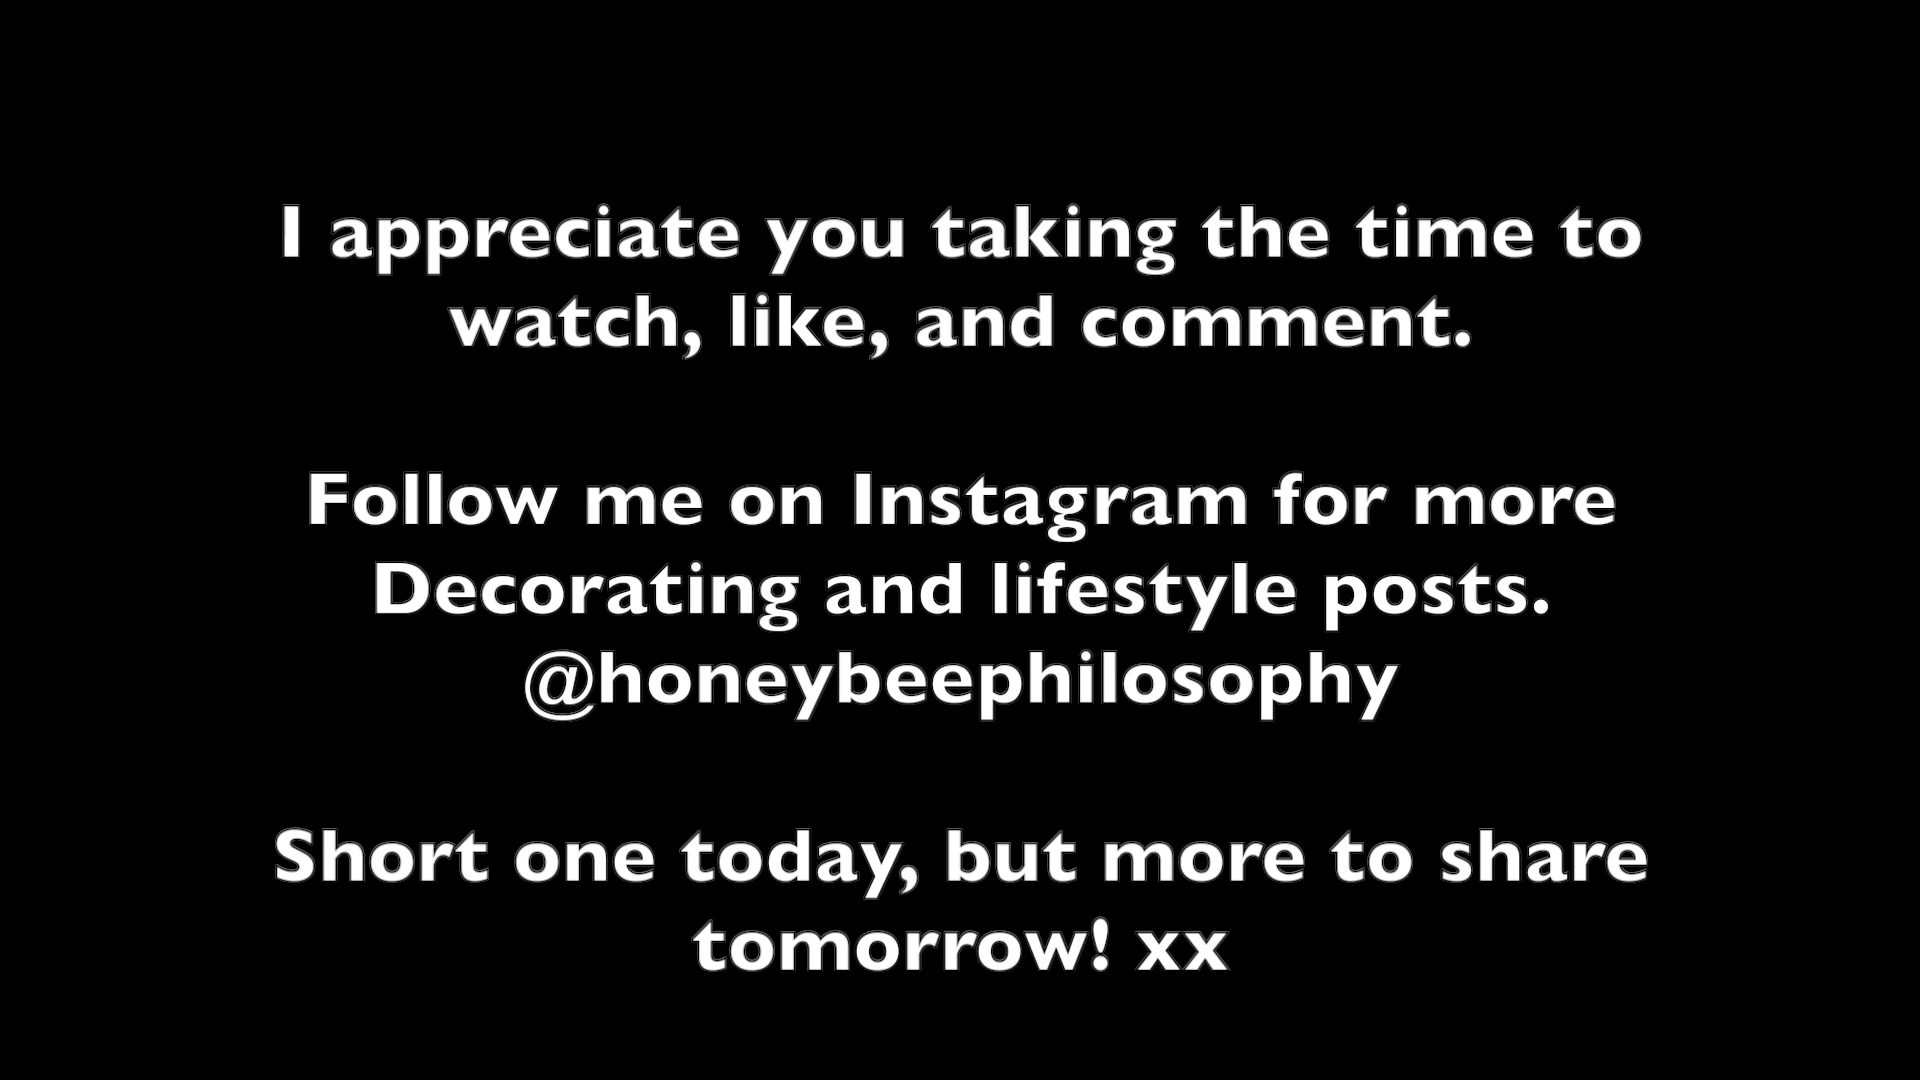 I appreciate you taking the time to
watch, like, and comment.
Follow me on Instagram for more
Decorating and lifestyle posts.
@honeybeephilosophy
Short one today, but more to share
tomorrow! xx